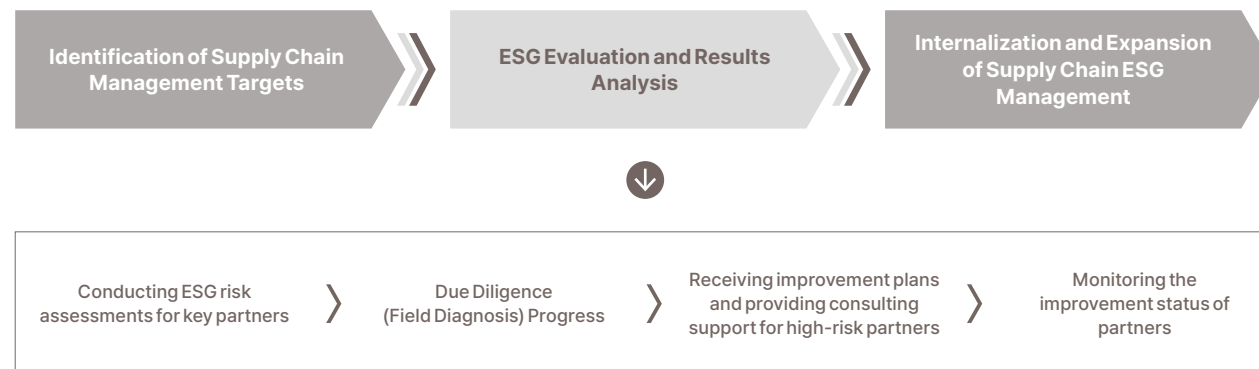 Identification of Supply Chain
Management Targets
ESG Evaluation and Results
Analysis
Internalization and Expansion
of Supply Chain ESG
Management
Conducting ESG risk
assessments for key partners
Due Diligence
(Field Diagnosis) Progress
Receiving improvement plans
and providing consulting
support for high-risk partners
Monitoring the
improvement status of
partners